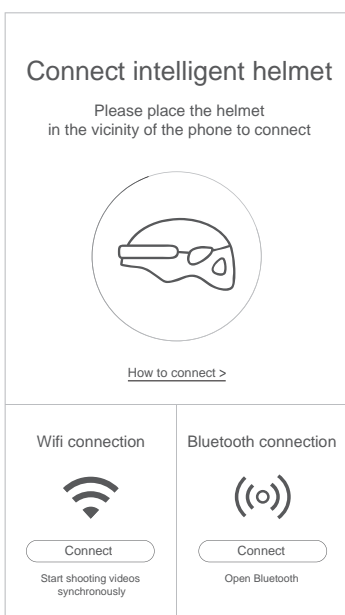 Connect intelligent helmet
Please place the helmet
in the vicinity of the phone to connect
How to connect >
Wifi connection
Connect
Start shooting videos
synchronously
Bluetooth connection
Connect
Open Bluetooth